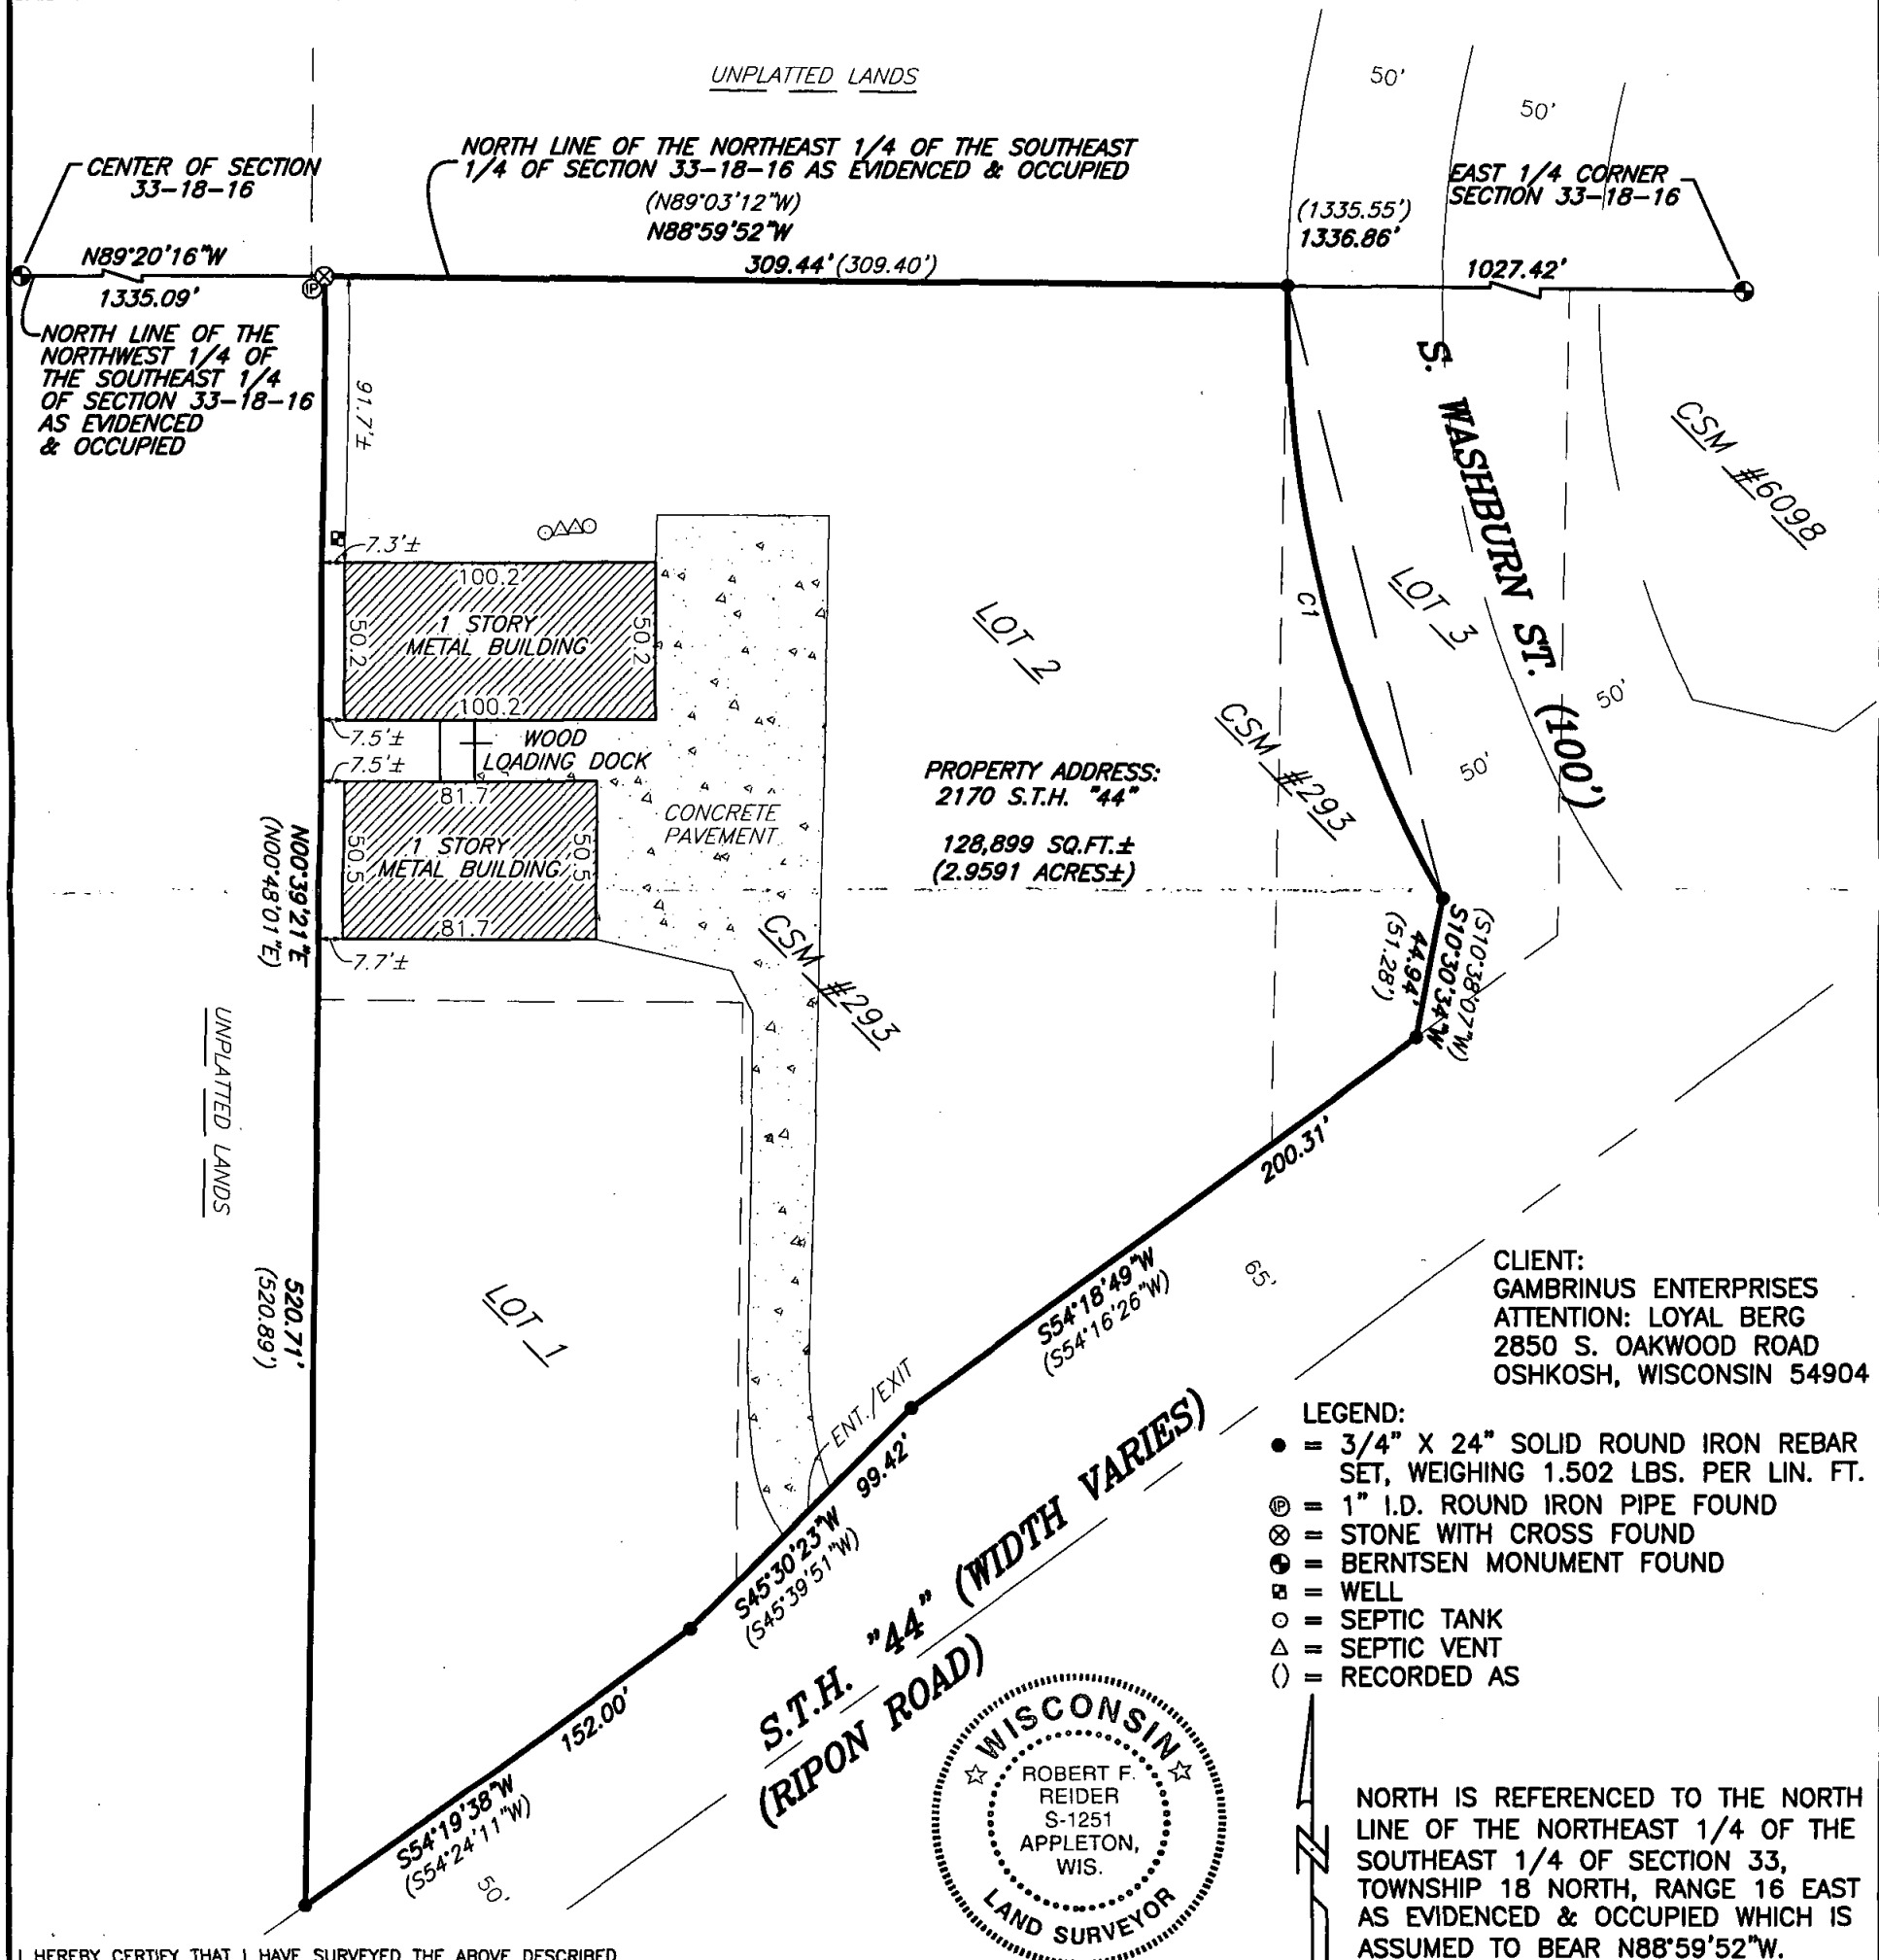 UNPLATTED LANDS
50'
50'
CENTER OF SECTION
33-18-16
NORTH LINE OF THE NORTHEAST 1/4 OF THE SOUTHEAST
1/4 OF SECTION 33-18-16 AS EVIDENCED & OCCUPIED
(N89°03'12"W)
N88°59'52"W
309.44' (309.40')
(1335.55')
1336.86'
EAST 1/4 CORNER
SECTION 33-18-16
1027.42'
N89°20'16"W
1335.09'
IP
NORTH LINE OF THE
NORTHWEST 1/4 OF
THE SOUTHEAST 1/4
OF SECTION 33-18-16
AS EVIDENCED
& OCCUPIED
91.7'±
S. WASHBURN ST. (100')
CSM #6098
7.3'±
100.2
50.2
1 STORY
METAL BUILDING
50.2
100.2
C1
LOT 3
LOT 2
50'
50'
7.5'±
WOOD
LOADING DOCK
7.5'±
81.7
50.5
1 STORY
METAL BUILDING
50.5
81.7
7.7'±
CONCRETE
PAVEMENT
PROPERTY ADDRESS:
2170 S.T.H. "44"
128,899 SQ.FT.±
(2.9591 ACRES±)
CSM #293
CSM #293
N00°39'21"E
(N00°48'01"E)
(S10°38'07"W)
S10°30'34"W
44.94'
(51.28')
UNPLATTED LANDS
520.71'
(520.89')
LOT 1
200.31'
S54°18'49"W
(S54°16'26"W)
65'
ENT./EXIT
99.42'
S45°30'23"W
(S45°39'51"W)
152.00'
S54°19'38"W
(S54°24'11"W)
50'
S.T.H. "44" (WIDTH VARIES)
(RIPON ROAD)
CLIENT:
GAMBRINUS ENTERPRISES
ATTENTION: LOYAL BERG
2850 S. OAKWOOD ROAD
OSHKOSH, WISCONSIN 54904
LEGEND:
● = 3/4" X 24" SOLID ROUND IRON REBAR
SET, WEIGHING 1.502 LBS. PER LIN. FT.
IP = 1" I.D. ROUND IRON PIPE FOUND
⊗ = STONE WITH CROSS FOUND
= BERNTSEN MONUMENT FOUND
= WELL
⊙ = SEPTIC TANK
△ = SEPTIC VENT
() = RECORDED AS
WISCONSIN
ROBERT F.
REIDER
S-1251
APPLETON,
WIS.
LAND SURVEYOR
N
NORTH IS REFERENCED TO THE NORTH
LINE OF THE NORTHEAST 1/4 OF THE
SOUTHEAST 1/4 OF SECTION 33,
TOWNSHIP 18 NORTH, RANGE 16 EAST
AS EVIDENCED & OCCUPIED WHICH IS
ASSUMED TO BEAR N88°59'52"W.
I HEREBY CERTIFY THAT I HAVE SURVEYED THE ABOVE DESCRIBED